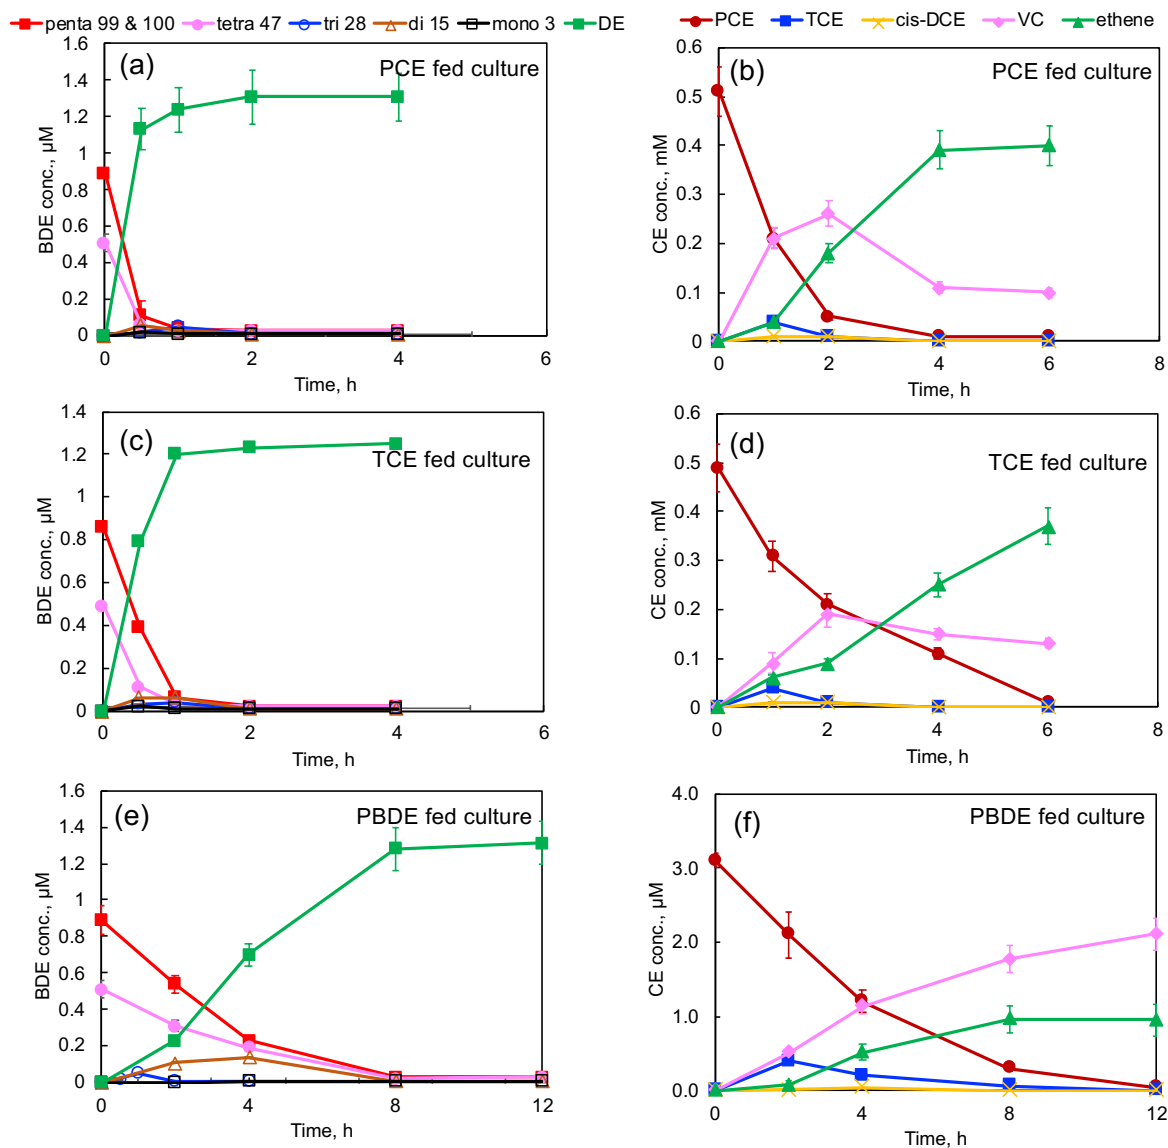 penta 99 & 100 tetra 47 tri 28 di 15 mono 3 DE
PCE TCE cis-DCE VC ethene
(a)
PCE fed culture
BDE conc., µM
1.6
1.4
1.2
1
0.8
0.6
0.4
0.2
0
0 2 4 6
Time, h
(b)
PCE fed culture
CE conc., mM
0.6
0.5
0.4
0.3
0.2
0.1
0
0 2 4 6 8
Time, h
(c)
TCE fed culture
BDE conc., µM
1.4
1.2
1
0.8
0.6
0.4
0.2
0
0 2 4 6
Time, h
(d)
TCE fed culture
CE conc., mM
0.6
0.5
0.4
0.3
0.2
0.1
0
0 2 4 6 8
Time, h
(e)
PBDE fed culture
BDE conc., µM
1.6
1.4
1.2
1
0.8
0.6
0.4
0.2
0
0 4 8 12
Time, h
(f)
PBDE fed culture
CE conc., µM
4.0
3.0
2.0
1.0
0.0
0 4 8 12
Time, h